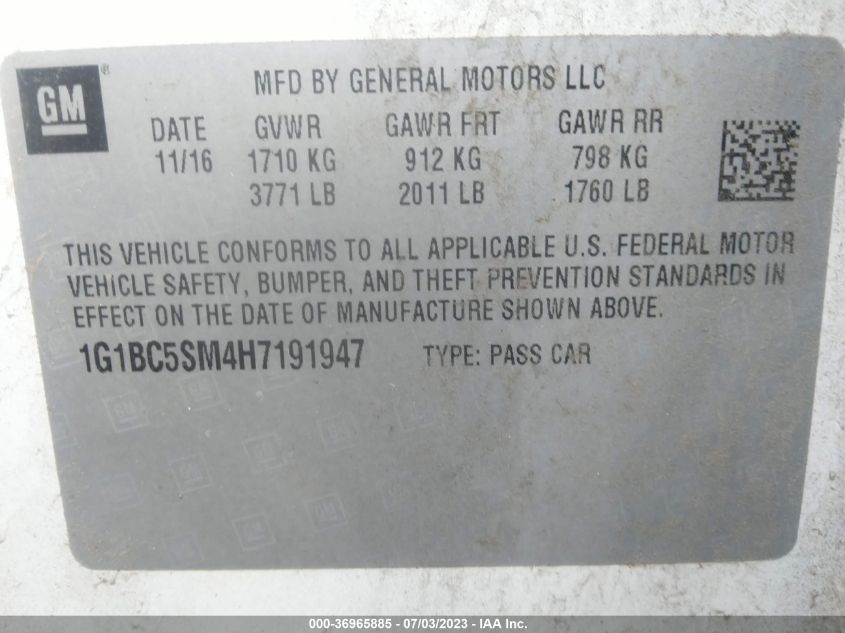 GM ®
MFD BY GENERAL MOTORS LLC
DATE GVWR GAWR FRT GAWR RR
11/16 1710 KG 912 KG 798 KG
3771 LB 2011 LB 1760 LB
THIS VEHICLE CONFORMS TO ALL APPLICABLE U.S. FEDERAL MOTOR
VEHICLE SAFETY, BUMPER, AND THEFT PREVENTION STANDARDS IN
EFFECT ON THE DATE OF MANUFACTURE SHOWN ABOVE.
1G1BC5SM4H7191947 TYPE: PASS CAR
000-36965885 - 07/03/2023 - IAA Inc.